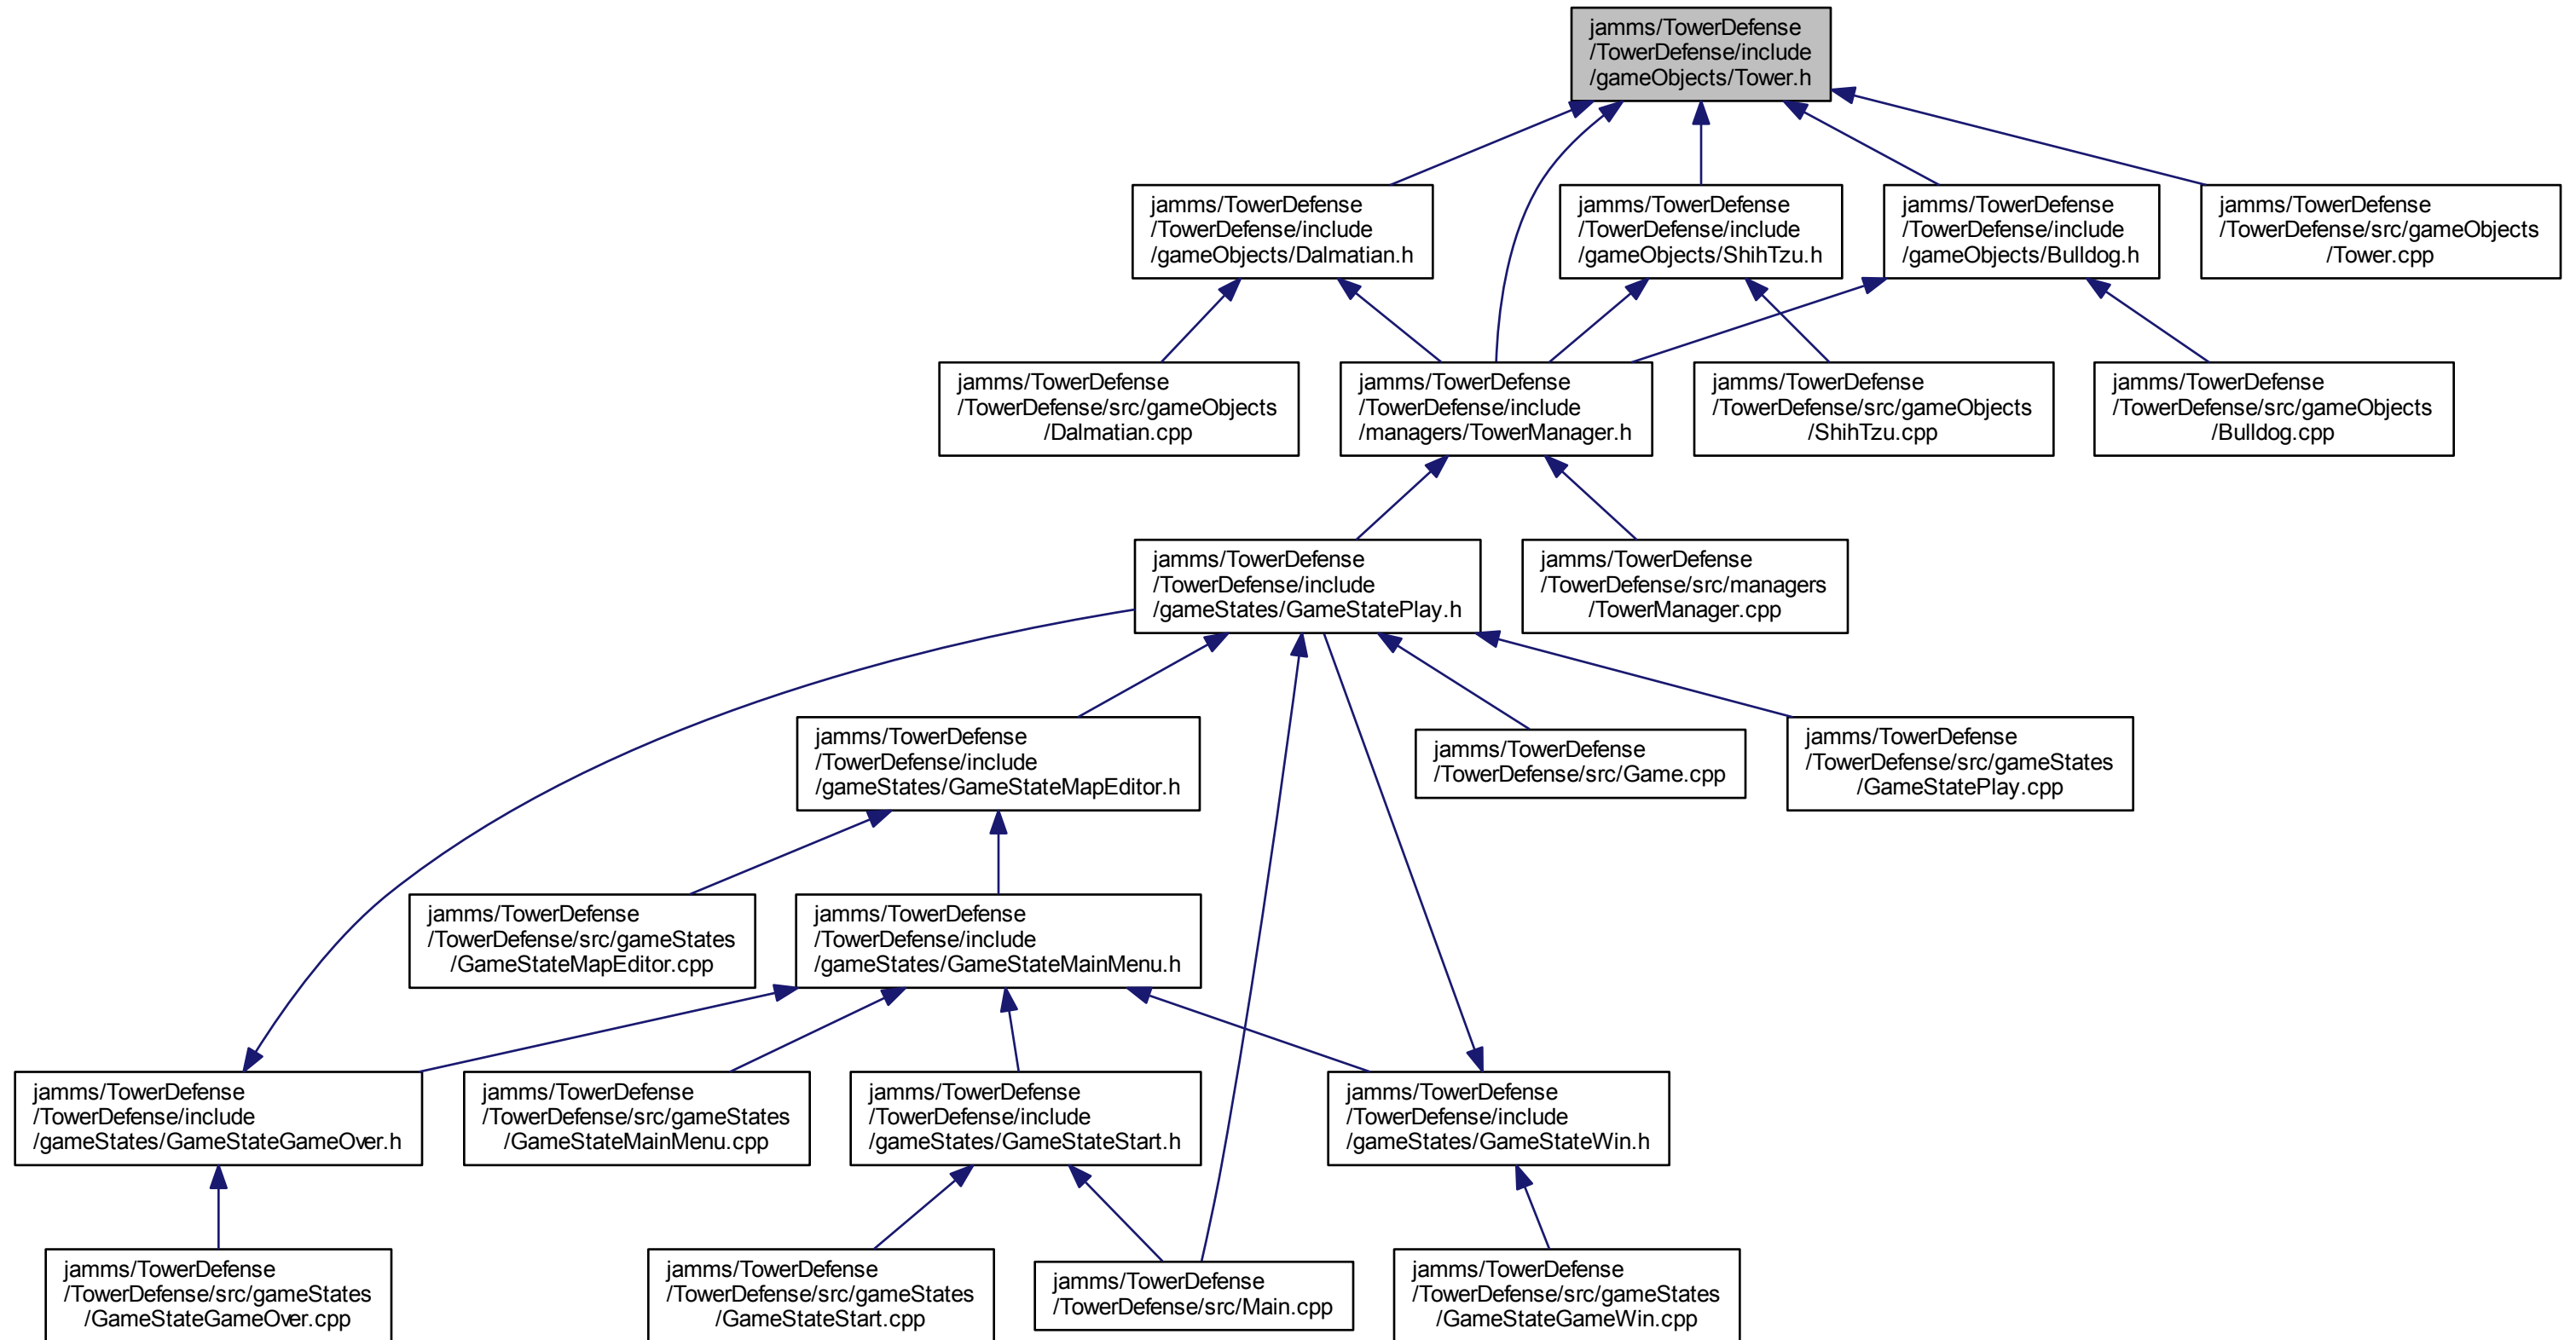 jamms/TowerDefense
/TowerDefense/include
/gameObjects/Tower.h
jamms/TowerDefense
/TowerDefense/include
/gameObjects/Dalmatian.h
jamms/TowerDefense
/TowerDefense/include
/gameObjects/ShihTzu.h
jamms/TowerDefense
/TowerDefense/include
/gameObjects/Bulldog.h
jamms/TowerDefense
/TowerDefense/src/gameObjects
/Tower.cpp
jamms/TowerDefense
/TowerDefense/src/gameObjects
/Dalmatian.cpp
jamms/TowerDefense
/TowerDefense/include
/managers/TowerManager.h
jamms/TowerDefense
/TowerDefense/src/gameObjects
/ShihTzu.cpp
jamms/TowerDefense
/TowerDefense/src/gameObjects
/Bulldog.cpp
jamms/TowerDefense
/TowerDefense/include
/gameStates/GameStatePlay.h
jamms/TowerDefense
/TowerDefense/src/managers
/TowerManager.cpp
jamms/TowerDefense
/TowerDefense/include
/gameStates/GameStateMapEditor.h
jamms/TowerDefense
/TowerDefense/src/Game.cpp
jamms/TowerDefense
/TowerDefense/src/gameStates
/GameStatePlay.cpp
jamms/TowerDefense
/TowerDefense/src/gameStates
/GameStateMapEditor.cpp
jamms/TowerDefense
/TowerDefense/include
/gameStates/GameStateMainMenu.h
jamms/TowerDefense
/TowerDefense/include
/gameStates/GameStateGameOver.h
jamms/TowerDefense
/TowerDefense/src/gameStates
/GameStateMainMenu.cpp
jamms/TowerDefense
/TowerDefense/include
/gameStates/GameStateStart.h
jamms/TowerDefense
/TowerDefense/include
/gameStates/GameStateWin.h
jamms/TowerDefense
/TowerDefense/src/gameStates
/GameStateGameOver.cpp
jamms/TowerDefense
/TowerDefense/src/gameStates
/GameStateStart.cpp
jamms/TowerDefense
/TowerDefense/src/Main.cpp
jamms/TowerDefense
/TowerDefense/src/gameStates
/GameStateGameWin.cpp